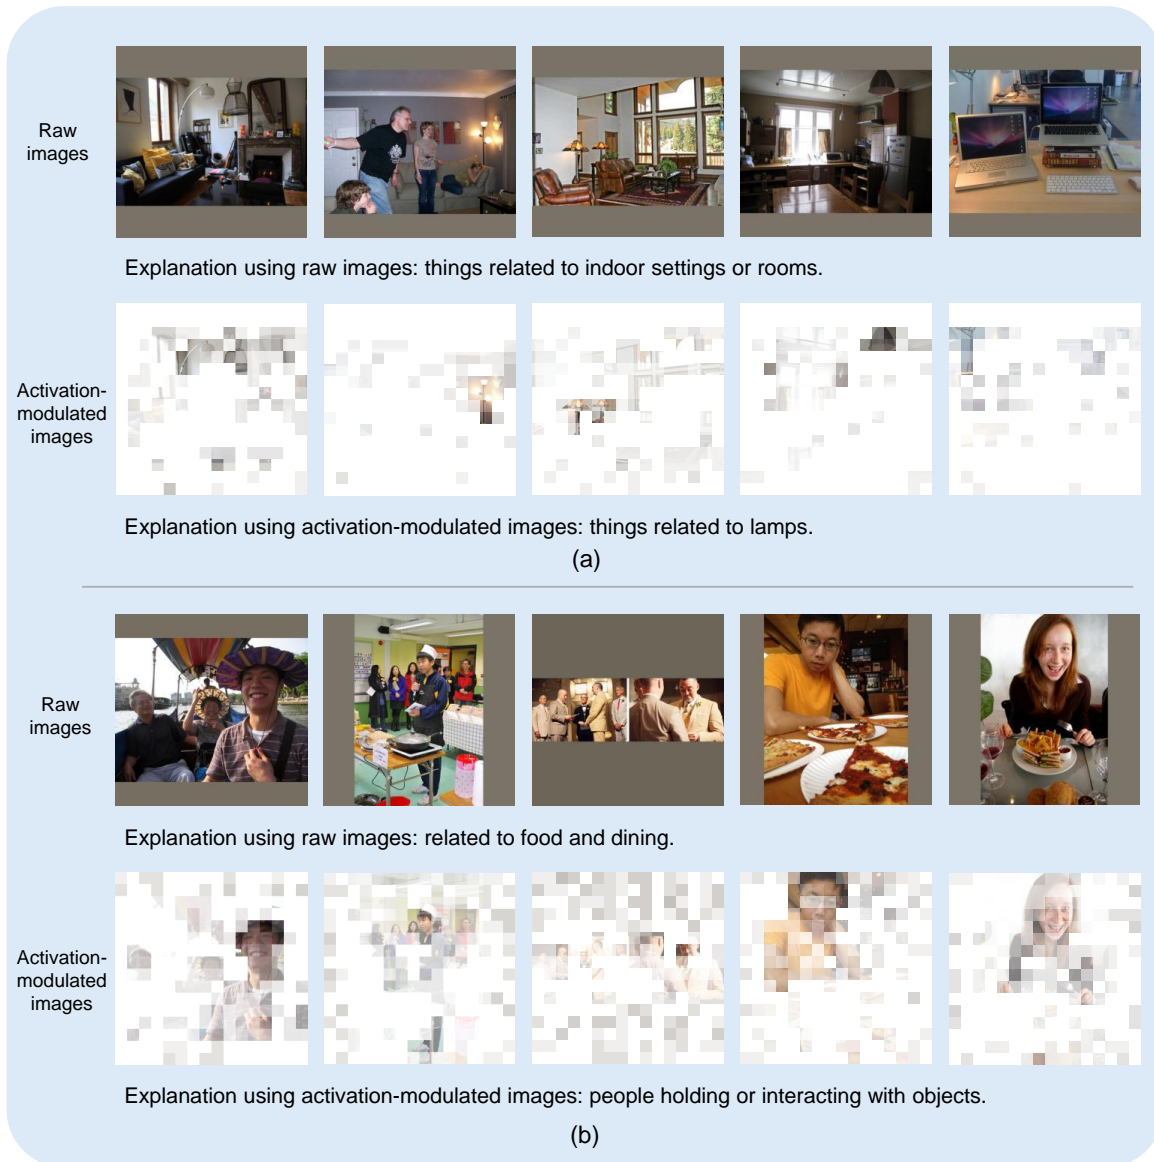 Raw
images
Explanation using raw images: things related to indoor settings or rooms.
Activation-
modulated
images
Explanation using activation-modulated images: things related to lamps.
(a)
Raw
images
Explanation using raw images: related to food and dining.
Activation-
modulated
images
Explanation using activation-modulated images: people holding or interacting with objects.
(b)